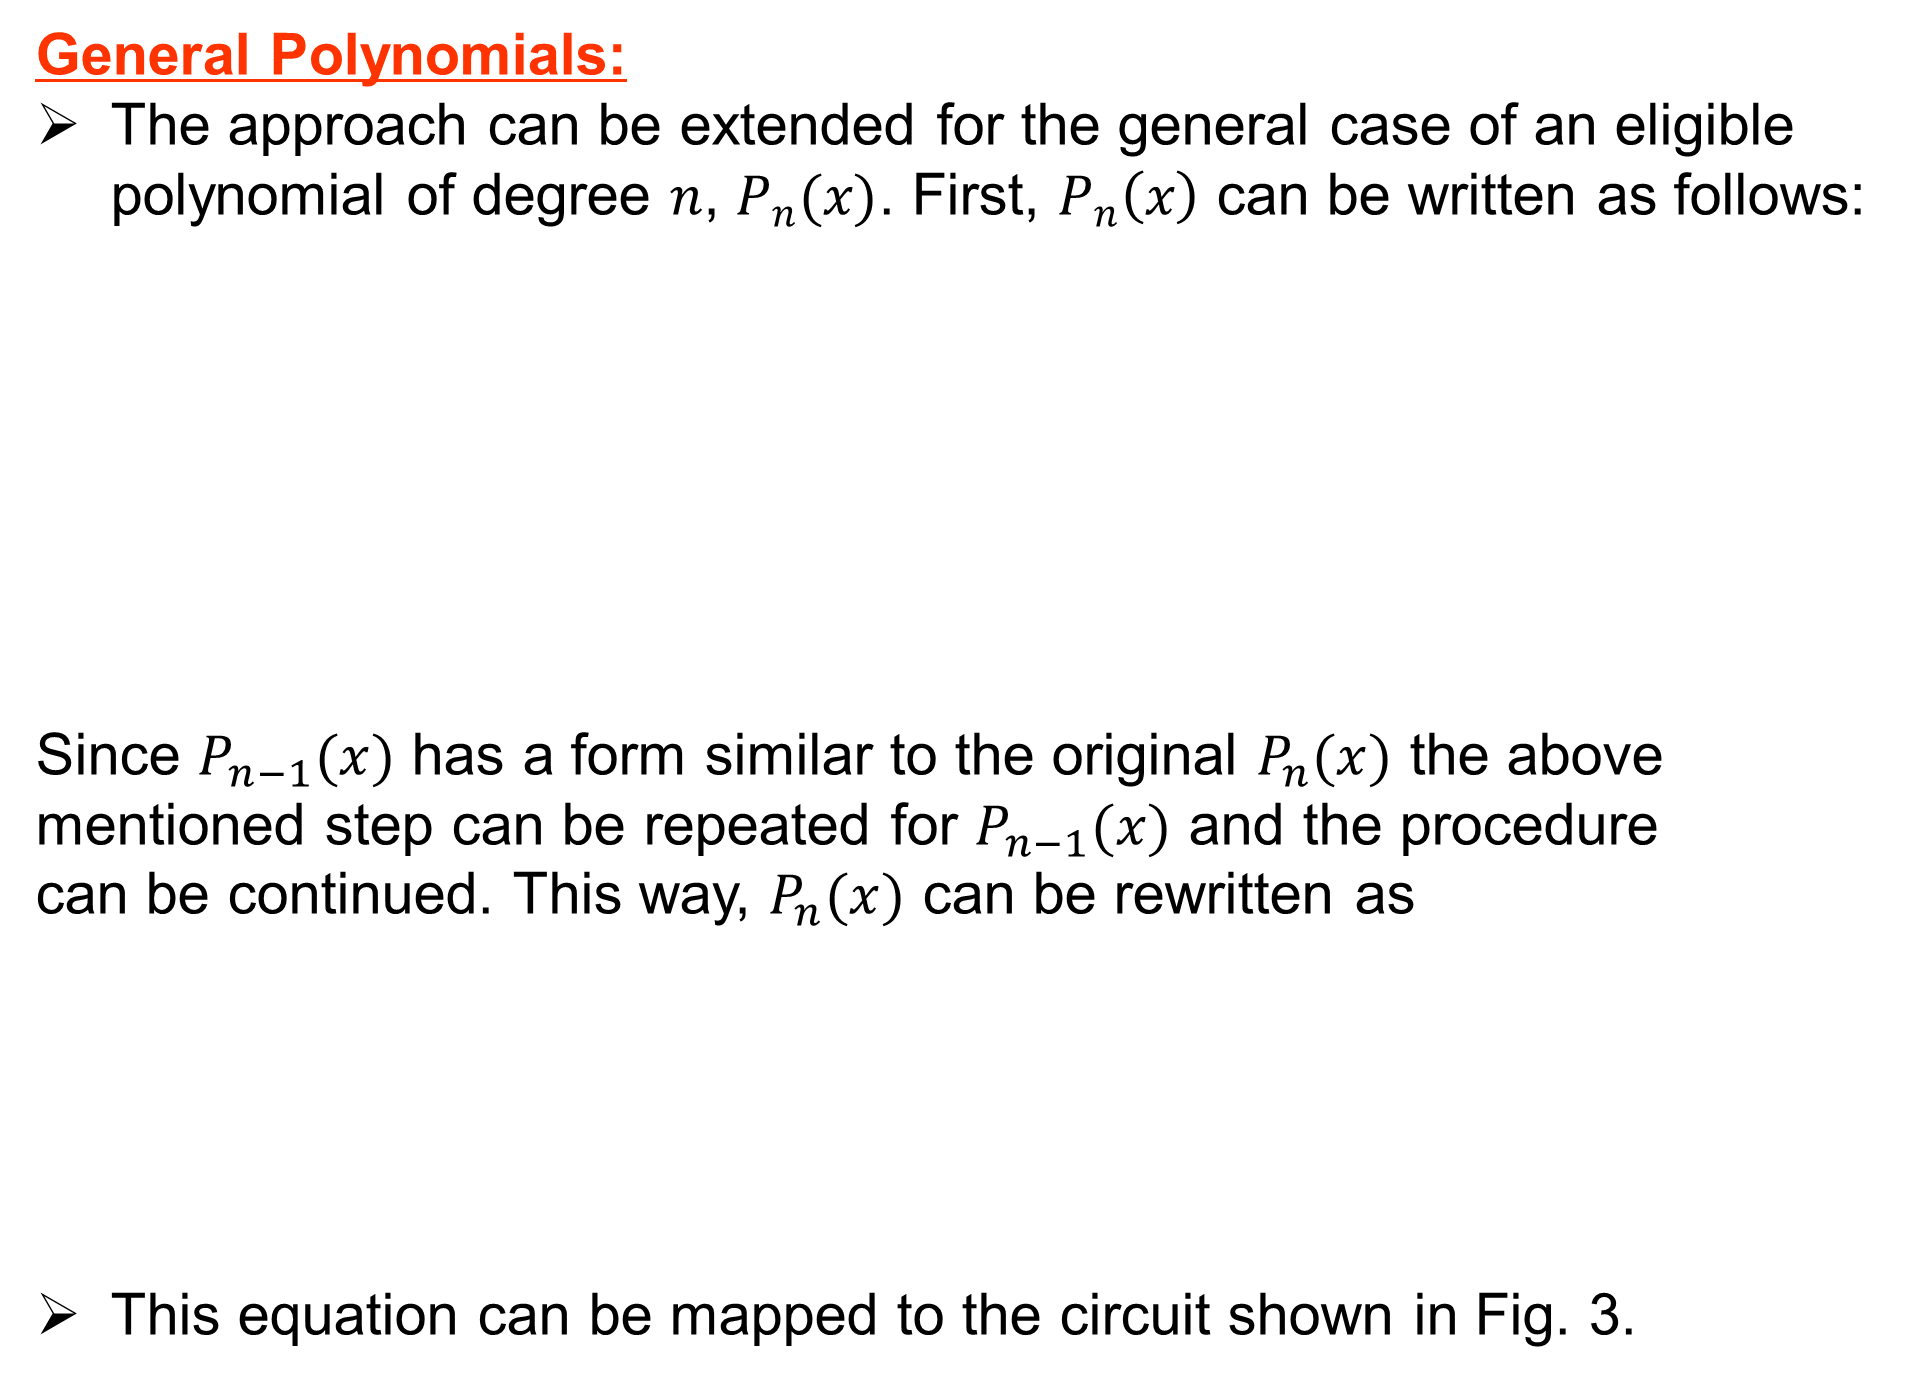 General Polynomials:
➢ The approach can be extended for the general case of an eligible
polynomial of degree 𝑛, 𝑃ₙ(𝑥). First, 𝑃ₙ(𝑥) can be written as follows:
Since 𝑃ₙ₋₁(𝑥) has a form similar to the original 𝑃ₙ(𝑥) the above
mentioned step can be repeated for 𝑃ₙ₋₁(𝑥) and the procedure
can be continued. This way, 𝑃ₙ(𝑥) can be rewritten as
➢ This equation can be mapped to the circuit shown in Fig. 3.